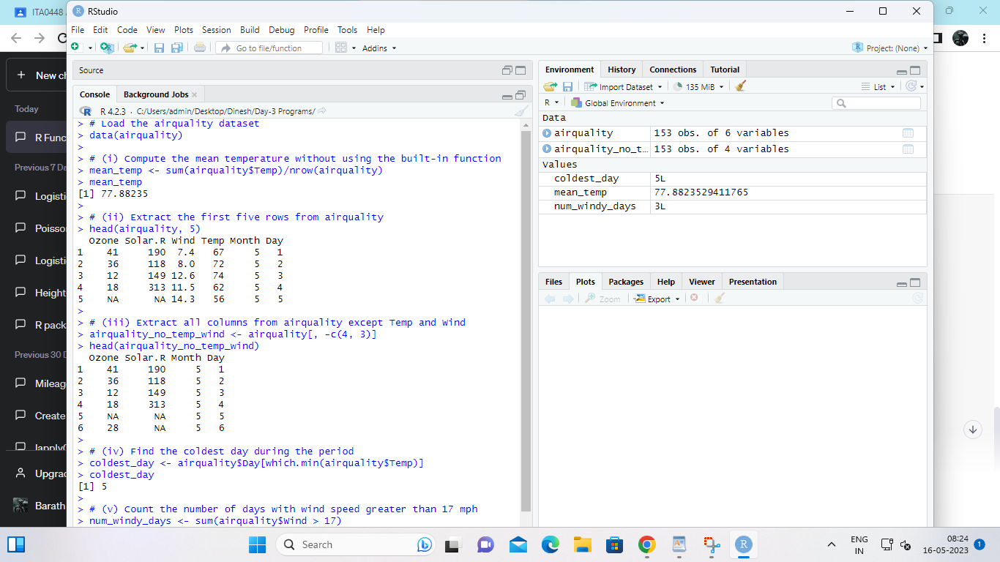 ITA0448
RStudio
File Edit Code View Plots Session Build Debug Profile Tools Help
Go to file/function
Addins
Project: (None)
Source
Console Background Jobs
R 4.2.3 · C:/Users/admin/Desktop/Dinesh/Day-3 Programs/
> # Load the airquality dataset
> data(airquality)
>
> # (i) Compute the mean temperature without using the built-in function
> mean_temp <- sum(airquality$Temp)/nrow(airquality)
> mean_temp
[1] 77.88235
>
> # (ii) Extract the first five rows from airquality
> head(airquality, 5)
Ozone Solar.R Wind Temp Month Day
1 41 190 7.4 67 5 1
2 36 118 8.0 72 5 2
3 12 149 12.6 74 5 3
4 18 313 11.5 62 5 4
5 NA NA 14.3 56 5 5
>
> # (iii) Extract all columns from airquality except Temp and Wind
> airquality_no_temp_wind <- airquality[, -c(4, 3)]
> head(airquality_no_temp_wind)
Ozone Solar.R Month Day
1 41 190 5 1
2 36 118 5 2
3 12 149 5 3
4 18 313 5 4
5 NA NA 5 5
6 28 NA 5 6
>
> # (iv) Find the coldest day during the period
> coldest_day <- airquality$Day[which.min(airquality$Temp)]
> coldest_day
[1] 5
>
> # (v) Count the number of days with wind speed greater than 17 mph
> num_windy_days <- sum(airquality$Wind > 17)
Environment History Connections Tutorial
Import Dataset 135 MiB List
R Global Environment
Data
airquality 153 obs. of 6 variables
airquality_no_t… 153 obs. of 4 variables
Values
coldest_day 5L
mean_temp 77.8823529411765
num_windy_days 3L
Files Plots Packages Help Viewer Presentation
Zoom Export
+ New ch
Today
R Func
Previous 7 Da
Logisti
Poisso
Logisti
Height
R pack
Previous 30 D
Mileag
Create
lapply(
Upgrad
Barath
Search
ENG
IN
08:24
16-05-2023
1